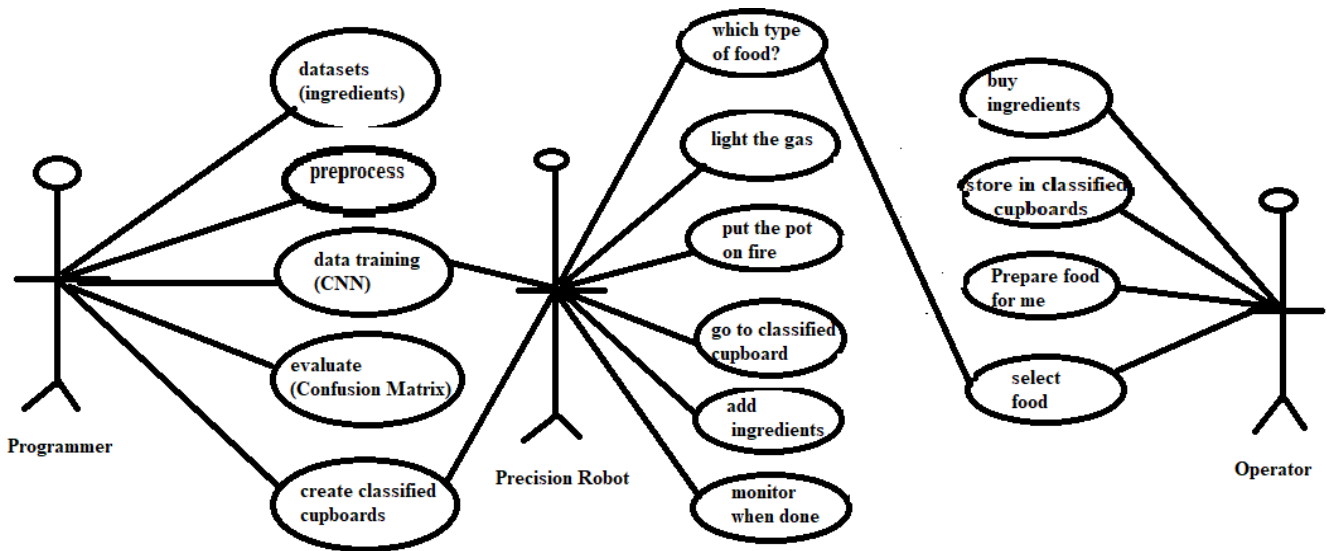 datasets
(ingredients)
preprocess
data training
(CNN)
evaluate
(Confusion Matrix)
create classified
cupboards
Programmer
which type
of food?
light the gas
put the pot
on fire
go to classified
cupboard
add
ingredients
monitor
when done
Precision Robot
buy
ingredients
store in classified
cupboards
Prepare food
for me
select
food
Operator